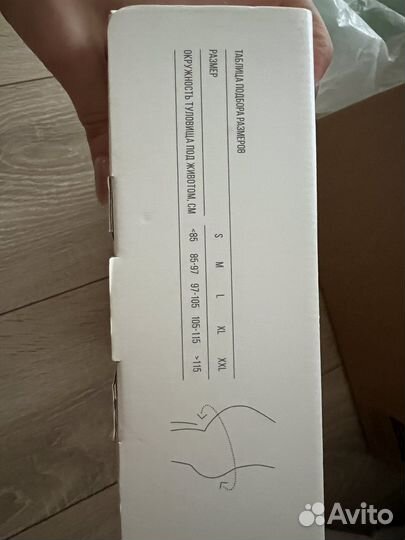 ТАБЛИЦА ПОДБОРА РАЗМЕРОВ
РАЗМЕР S M L XL XXL
ОКРУЖНОСТЬ ТУЛОВИЩА ПОД ЖИВОТОМ, СМ <85 85-97 97-105 105-115 >115
Avito